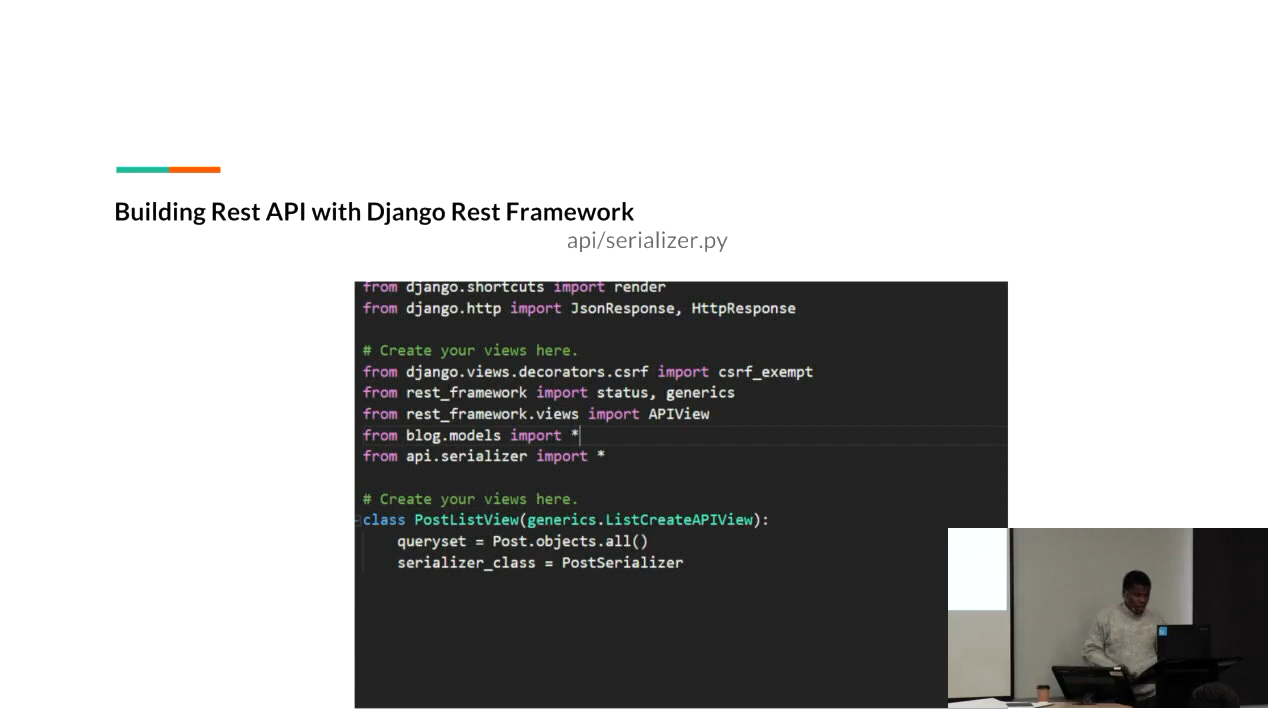 Building Rest API with Django Rest Framework
api/serializer.py
from django.shortcuts import render
from django.http import JsonResponse, HttpResponse
# Create your views here.
from django.views.decorators.csrf import csrf_exempt
from rest_framework import status, generics
from rest_framework.views import APIView
from blog.models import *
from api.serializer import *
# Create your views here.
class PostListView(generics.ListCreateAPIView):
queryset = Post.objects.all()
serializer_class = PostSerializer